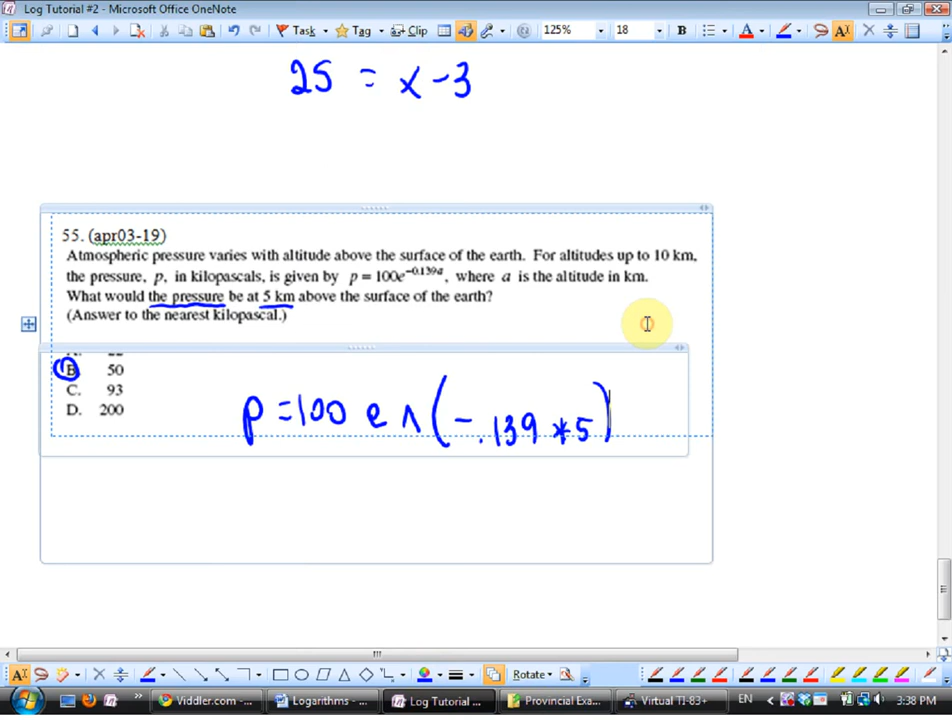 Log Tutorial #2 - Microsoft Office OneNote
Task Tag Clip 125% 18 B A A
25 = x - 3
55. (apr03-19)
Atmospheric pressure varies with altitude above the surface of the earth. For altitudes up to 10 km,
the pressure, p, in kilopascals, is given by p = 100e^-0.139a, where a is the altitude in km.
What would the pressure be at 5 km above the surface of the earth?
(Answer to the nearest kilopascal.)
B. 50
C. 93
D. 200
p = 100 e ^ (-.139 * 5)
A Rotate
Viddler.com - ... Logarithms - ... Log Tutorial ... Provincial Exa... Virtual TI-83+ EN 3:38 PM